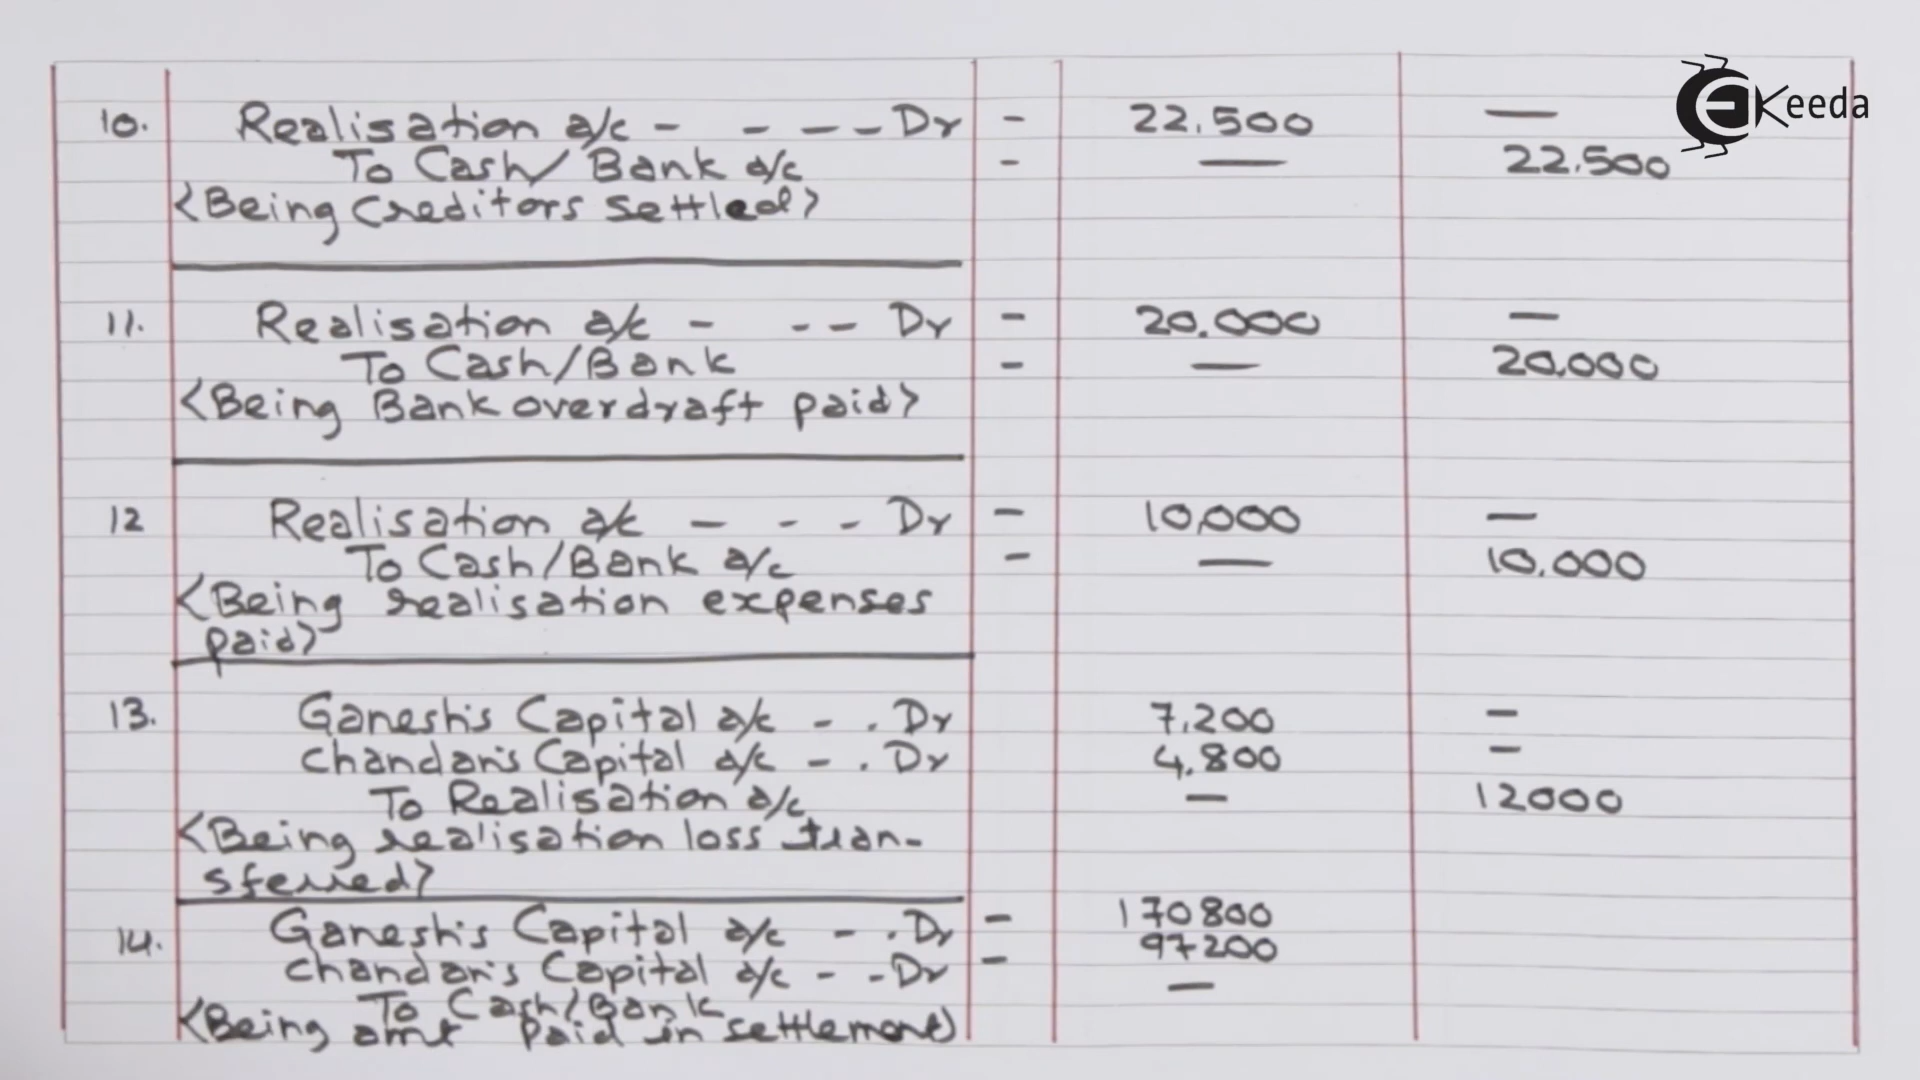 Keeda
10. Realisation a/c - - - - Dr - 22.500 —
To Cash/Bank a/c - — 22.500
<Being Creditors settled>
11. Realisation a/c - - - Dr - 20.000 —
To Cash/Bank - — 20.000
<Being Bank overdraft paid>
12 Realisation a/c - - - Dr - 10,000 —
To Cash/Bank a/c - — 10.000
<Being realisation expenses
paid>
13. Ganesh's Capital a/c - . Dr 7,200 -
Chandan's Capital a/c - . Dr 4,800 -
To Realisation a/c — 12000
<Being realisation loss tran-
sferred>
14. Ganesh's Capital a/c - . Dr - 170800
Chandan's Capital a/c - - Dr - 97200
To Cash/Bank —
<Being amt paid in settlement>